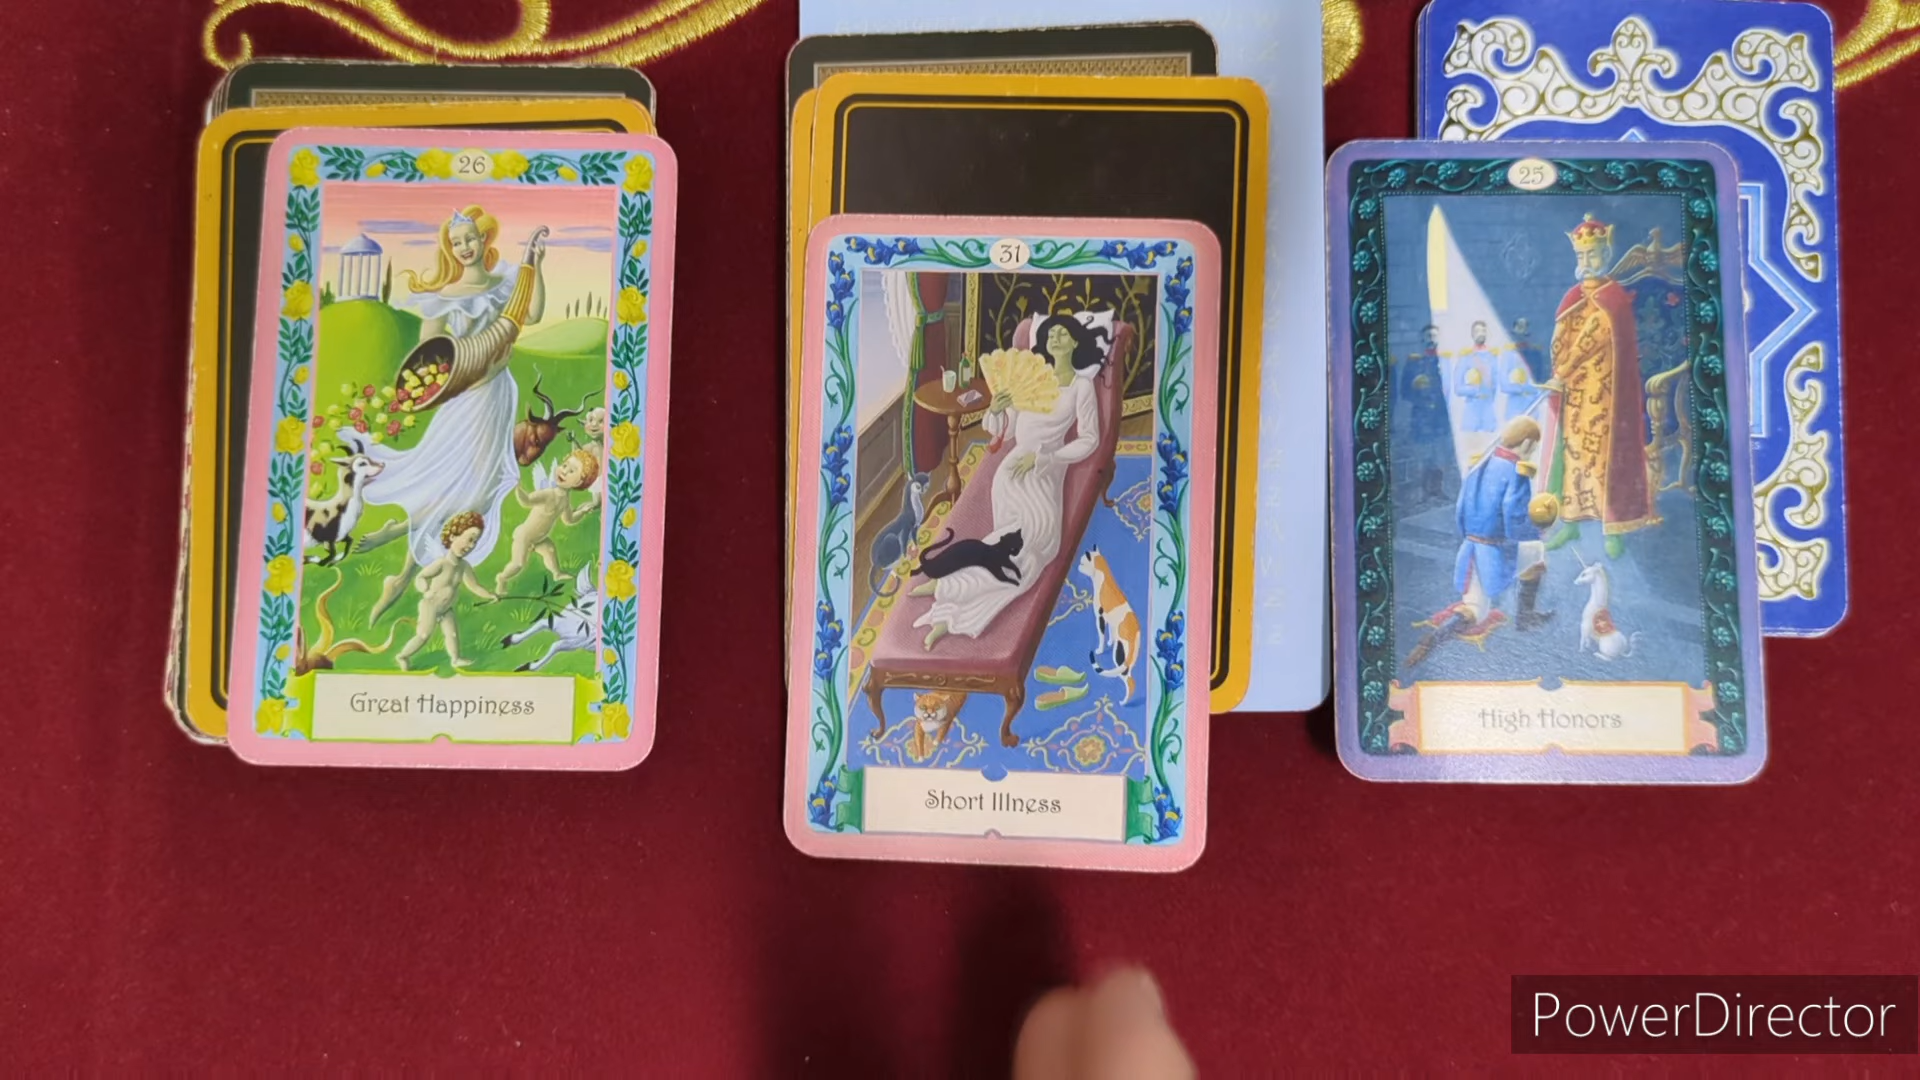 26
Great Happiness
31
Short Illness
25
High Honors
PowerDirector